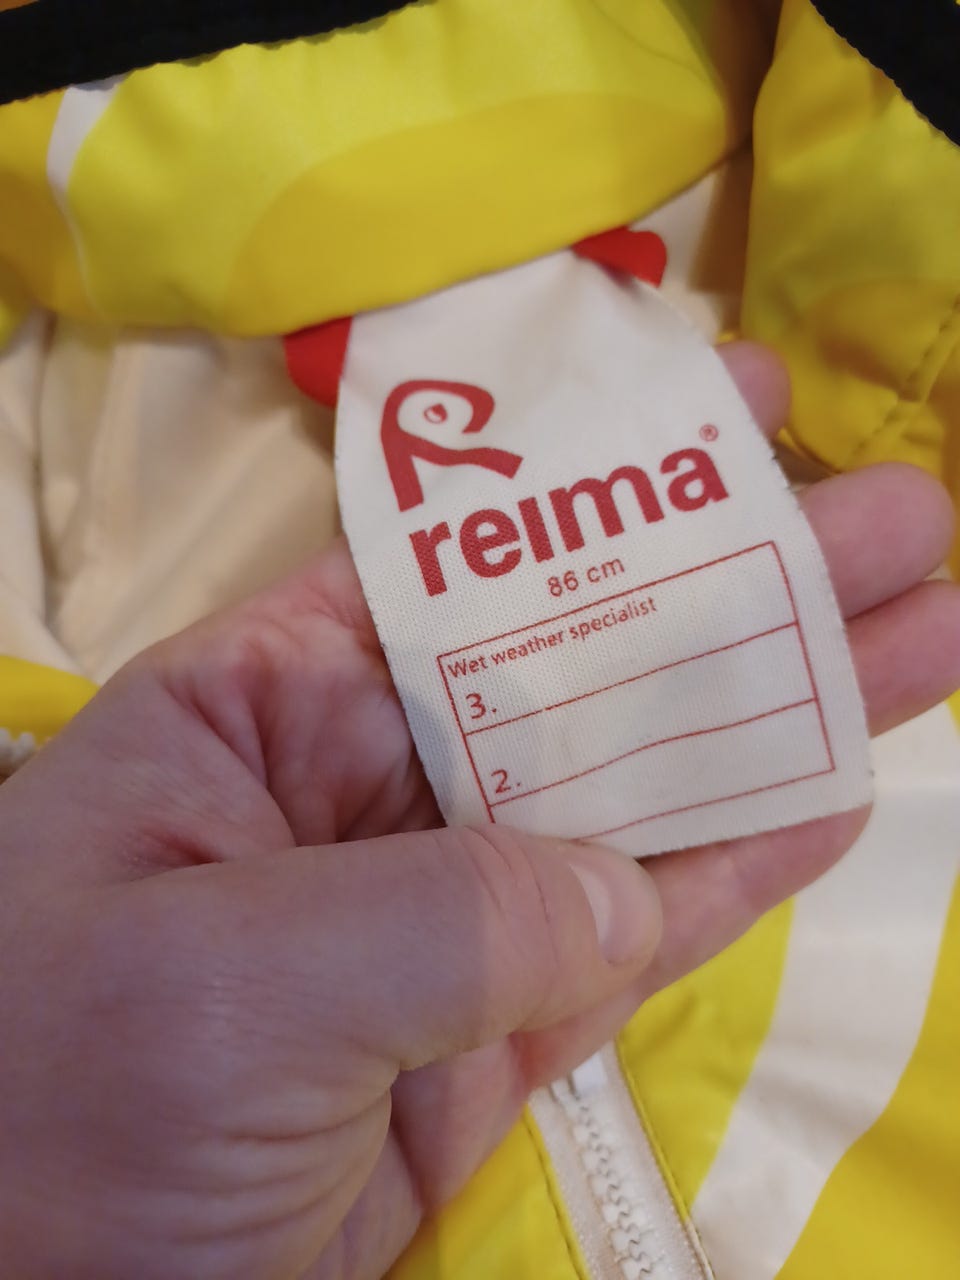 reima®
86 cm
Wet weather specialist
3.
2.